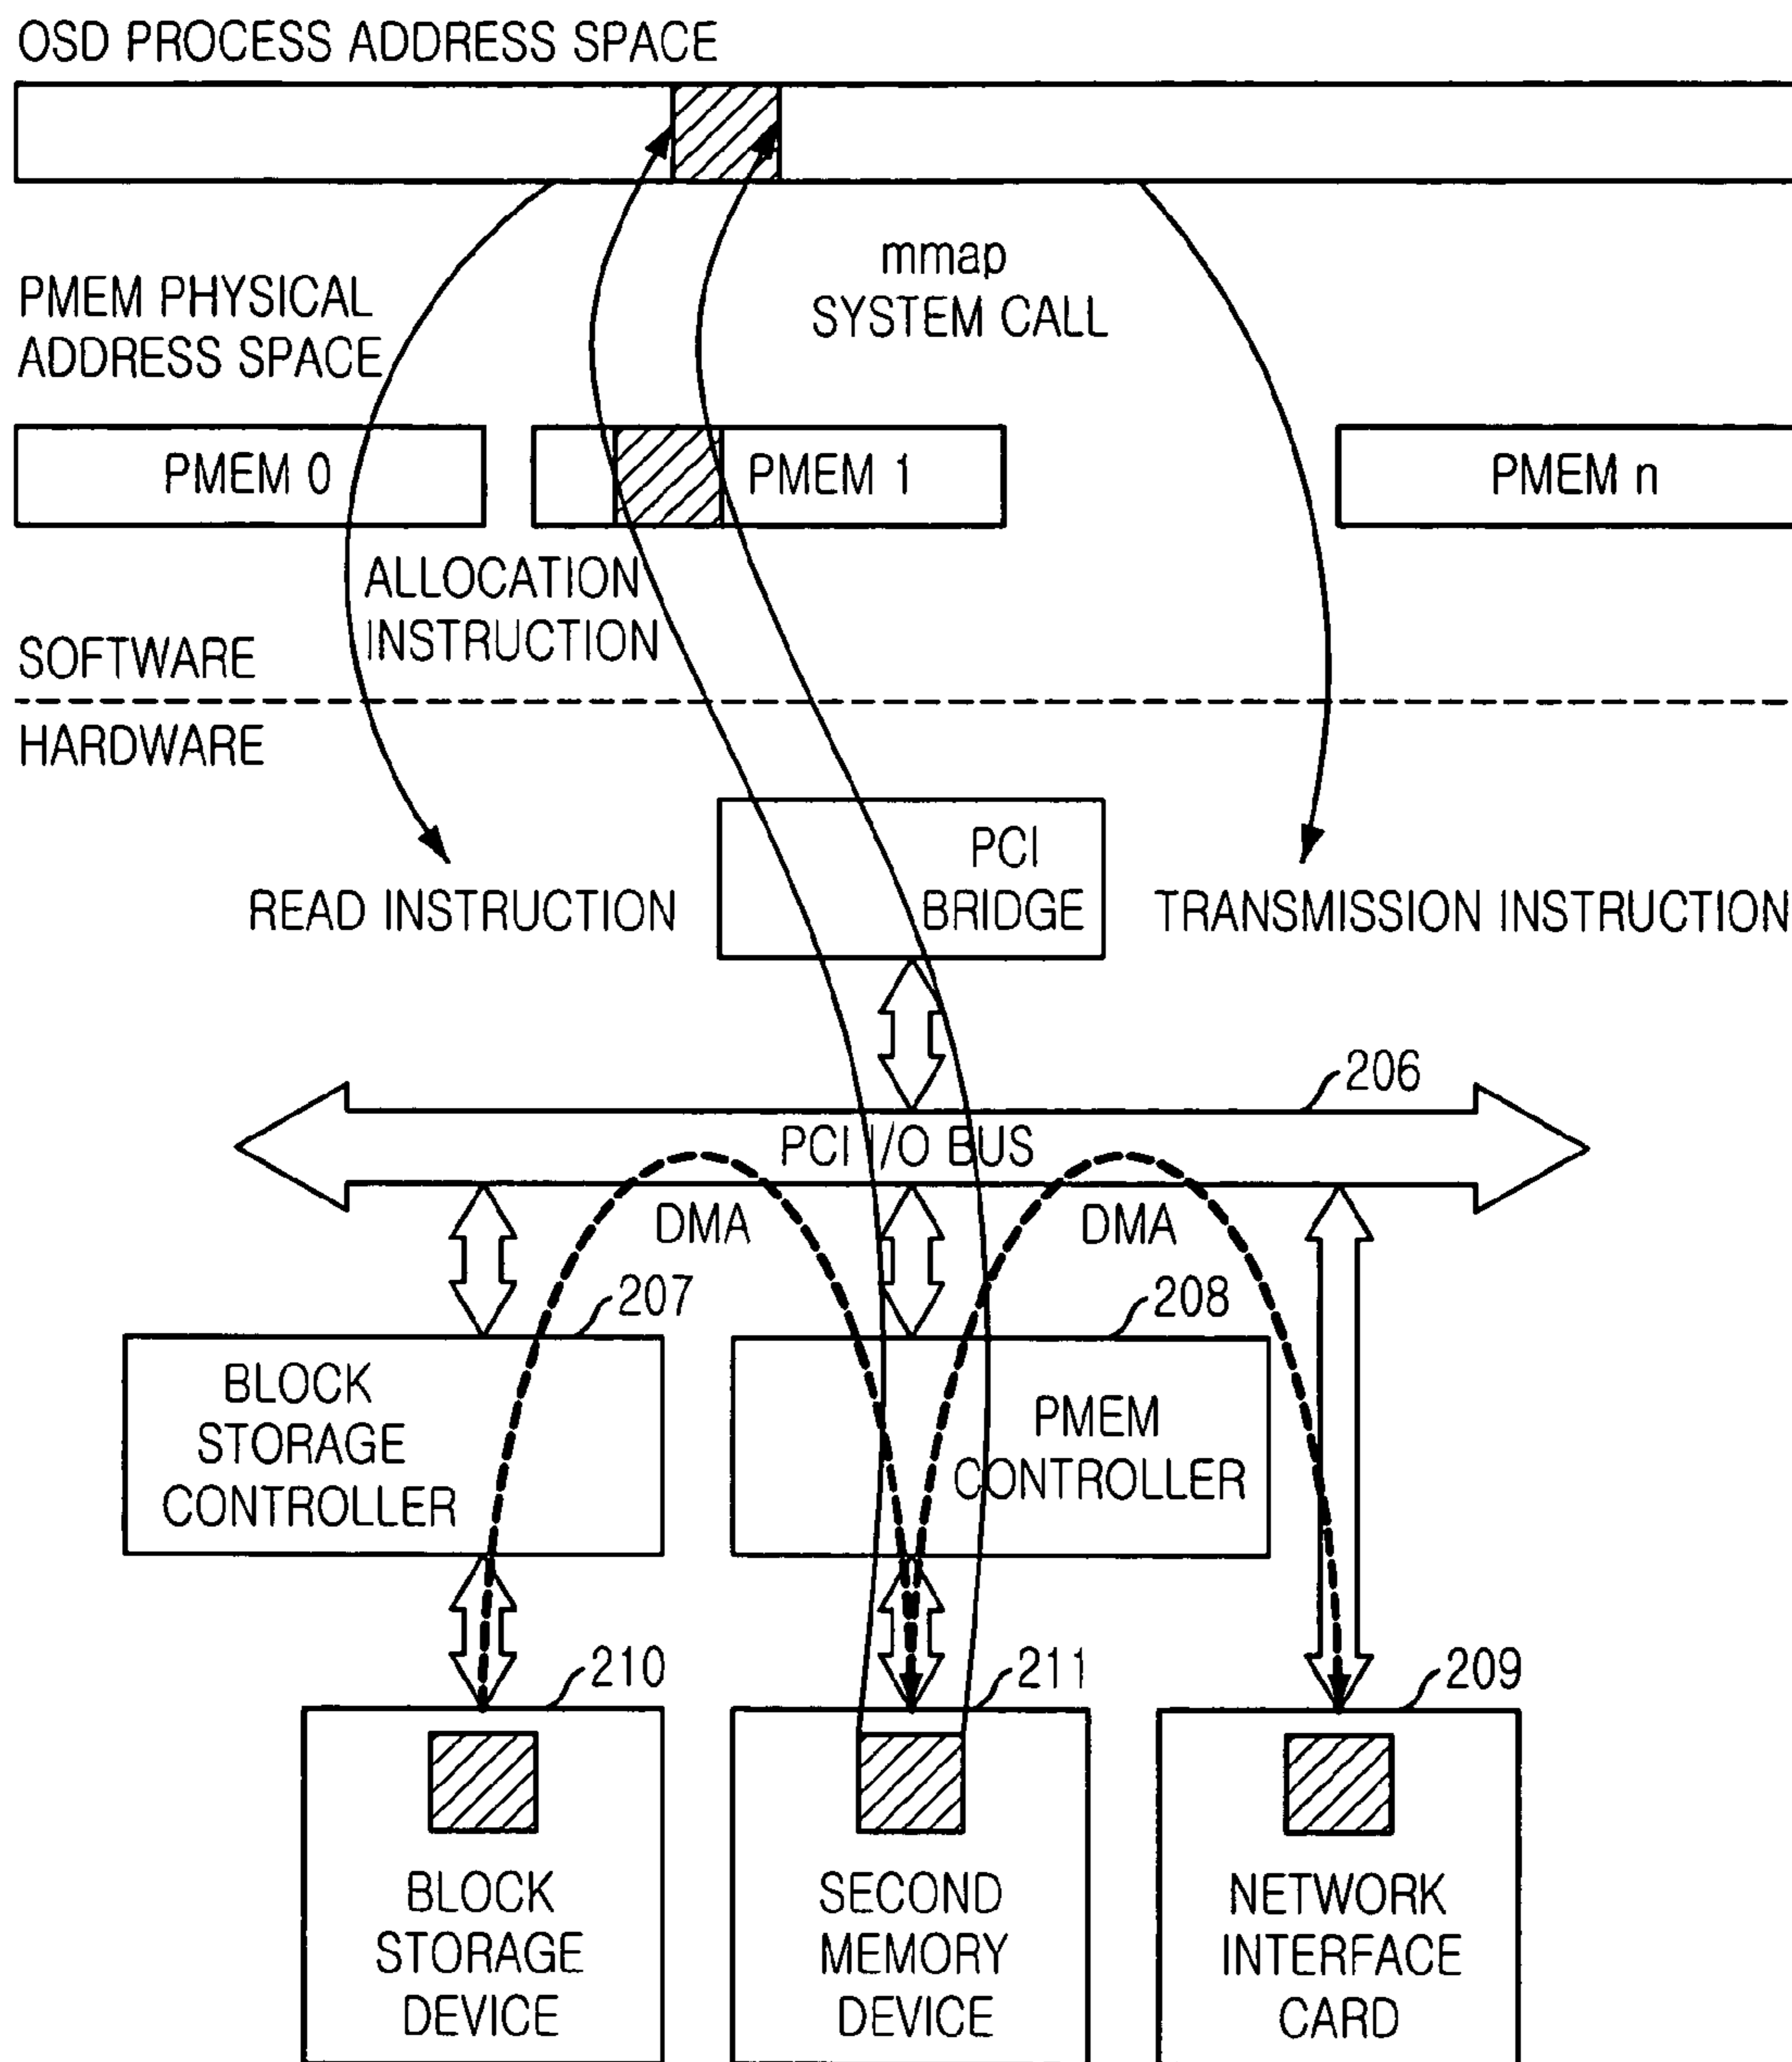 OSD PROCESS ADDRESS SPACE
mmap
SYSTEM CALL
PMEM PHYSICAL
ADDRESS SPACE
PMEM 0
PMEM 1
PMEM n
ALLOCATION
INSTRUCTION
SOFTWARE
HARDWARE
PCI
BRIDGE
READ INSTRUCTION
TRANSMISSION INSTRUCTION
206
PCI I/O BUS
DMA
DMA
207
208
BLOCK
STORAGE
CONTROLLER
PMEM
CONTROLLER
210
211
209
BLOCK
STORAGE
DEVICE
SECOND
MEMORY
DEVICE
NETWORK
INTERFACE
CARD